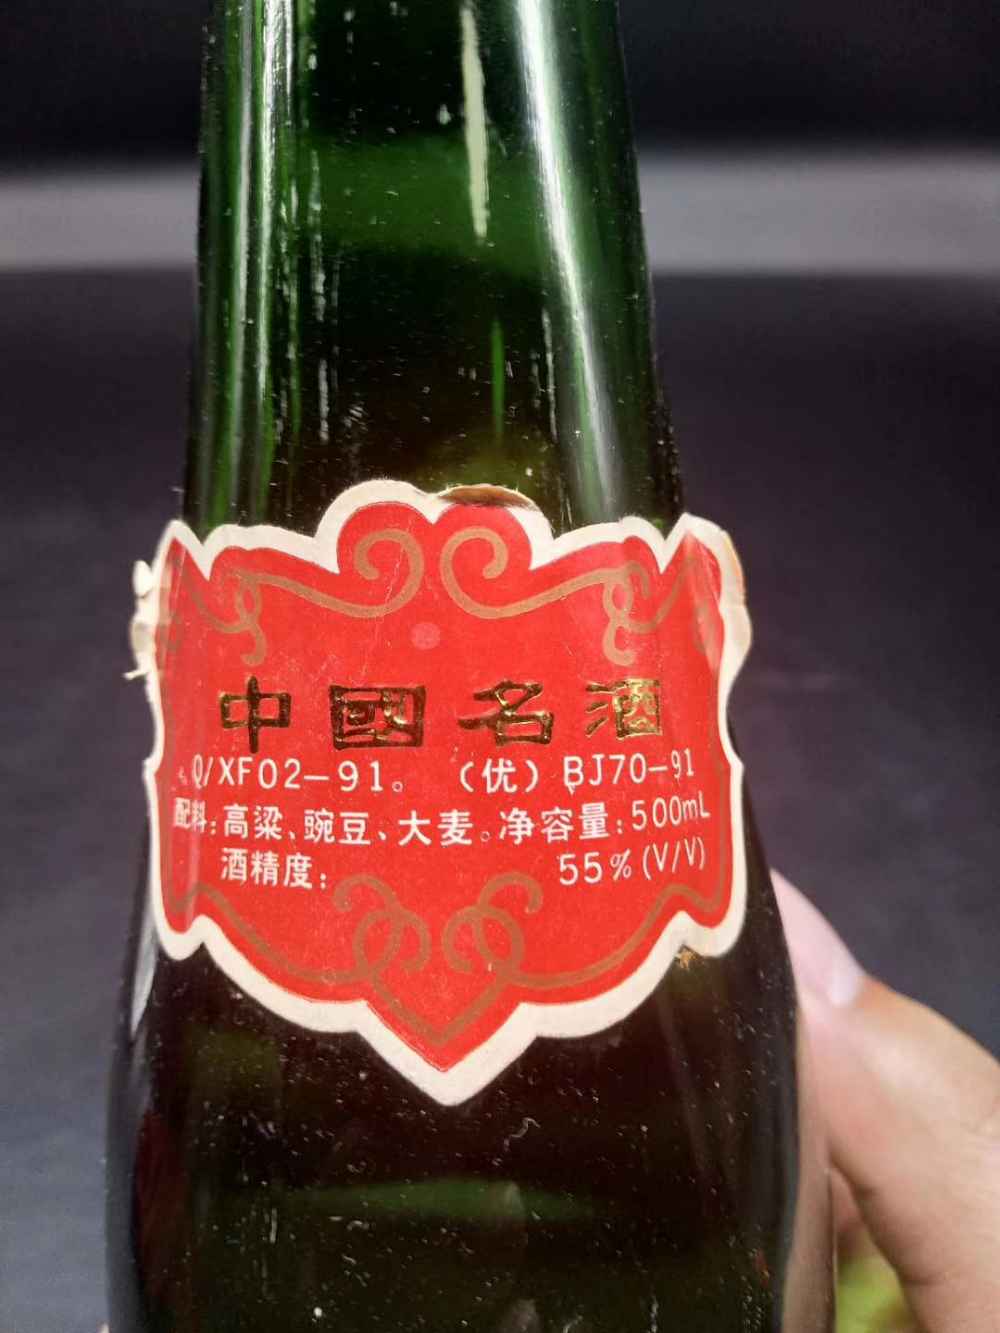 中國名酒
Q/XF02-91。(优)BJ70-91
配料:高粱、豌豆、大麦。净容量:500mL
酒精度: 55%(V/V)